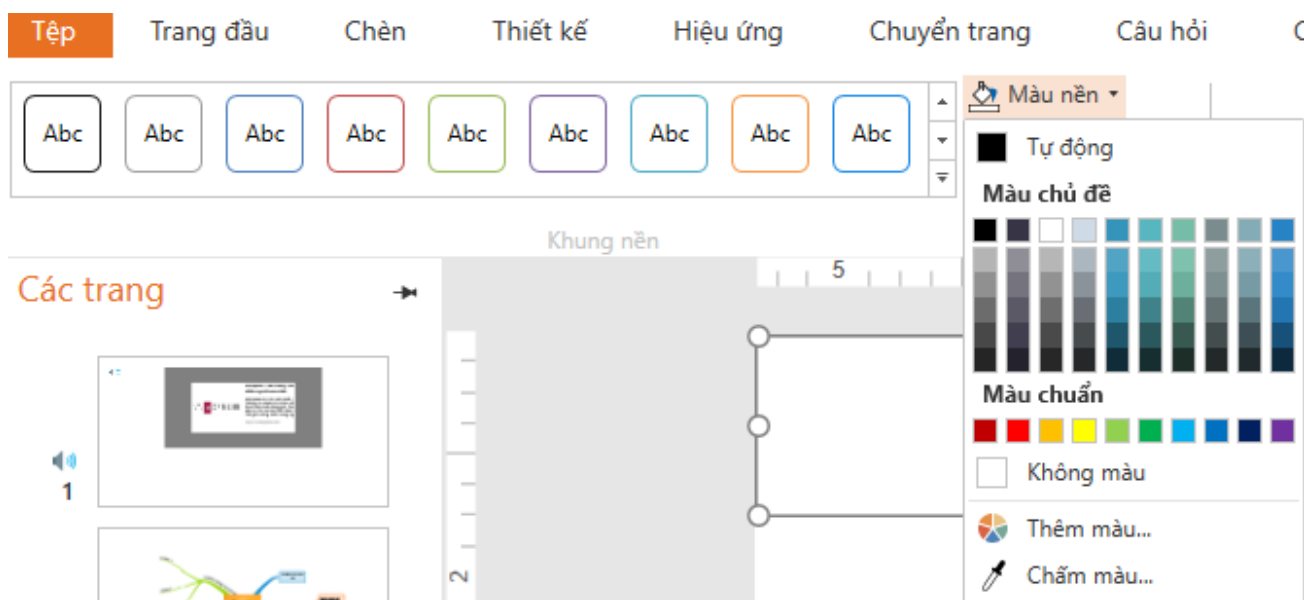 Tệp Trang đầu Chèn Thiết kế Hiệu ứng Chuyển trang Câu hỏi
Abc Abc Abc Abc Abc Abc Abc Abc Abc
Màu nền
Tự động
Màu chủ đề
Màu chuẩn
Không màu
Thêm màu...
Chấm màu...
Khung nền
Các trang
5
1
2